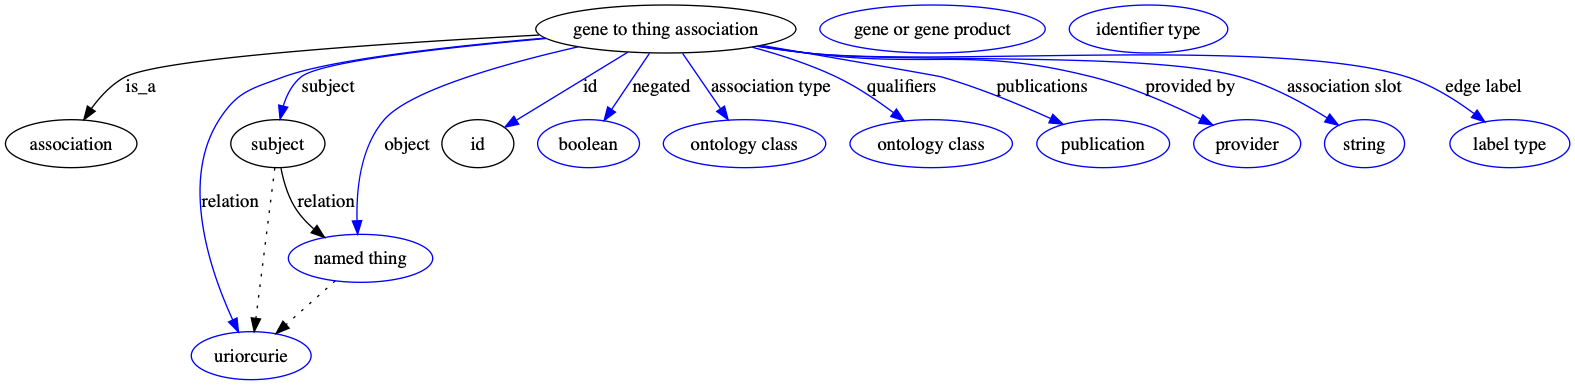 gene to thing association
gene or gene product
identifier type
is_a
subject
id
negated
association type
qualifiers
publications
provided by
association slot
edge label
association
subject
object
id
boolean
ontology class
ontology class
publication
provider
string
label type
relation
relation
named thing
uriorcurie